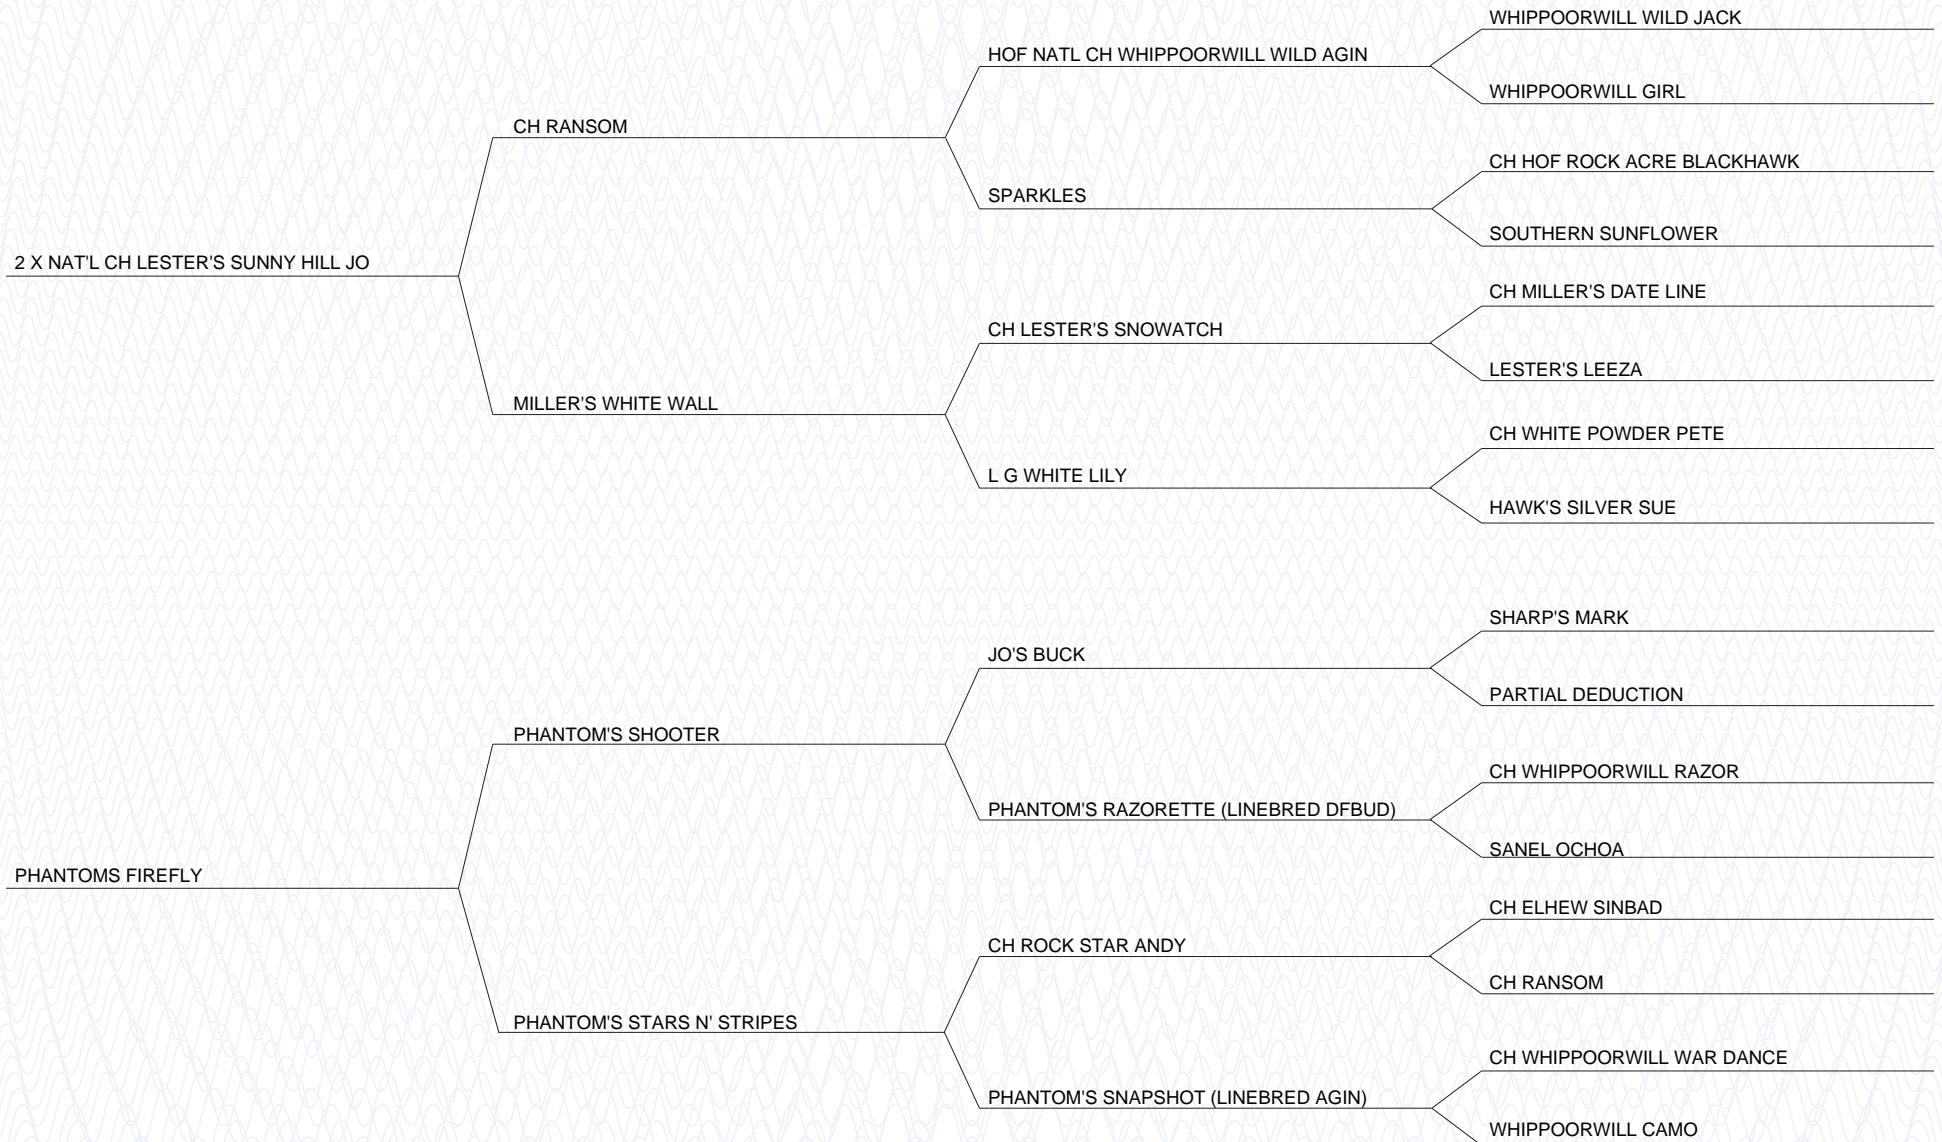 2 X NAT'L CH LESTER'S SUNNY HILL JO
CH RANSOM
HOF NATL CH WHIPPOORWILL WILD AGIN
WHIPPOORWILL WILD JACK
WHIPPOORWILL GIRL
SPARKLES
CH HOF ROCK ACRE BLACKHAWK
SOUTHERN SUNFLOWER
MILLER'S WHITE WALL
CH LESTER'S SNOWATCH
CH MILLER'S DATE LINE
LESTER'S LEEZA
L G WHITE LILY
CH WHITE POWDER PETE
HAWK'S SILVER SUE
PHANTOMS FIREFLY
PHANTOM'S SHOOTER
JO'S BUCK
SHARP'S MARK
PARTIAL DEDUCTION
PHANTOM'S RAZORETTE (LINEBRED DFBUD)
CH WHIPPOORWILL RAZOR
SANEL OCHOA
PHANTOM'S STARS N' STRIPES
CH ROCK STAR ANDY
CH ELHEW SINBAD
CH RANSOM
PHANTOM'S SNAPSHOT (LINEBRED AGIN)
CH WHIPPOORWILL WAR DANCE
WHIPPOORWILL CAMO